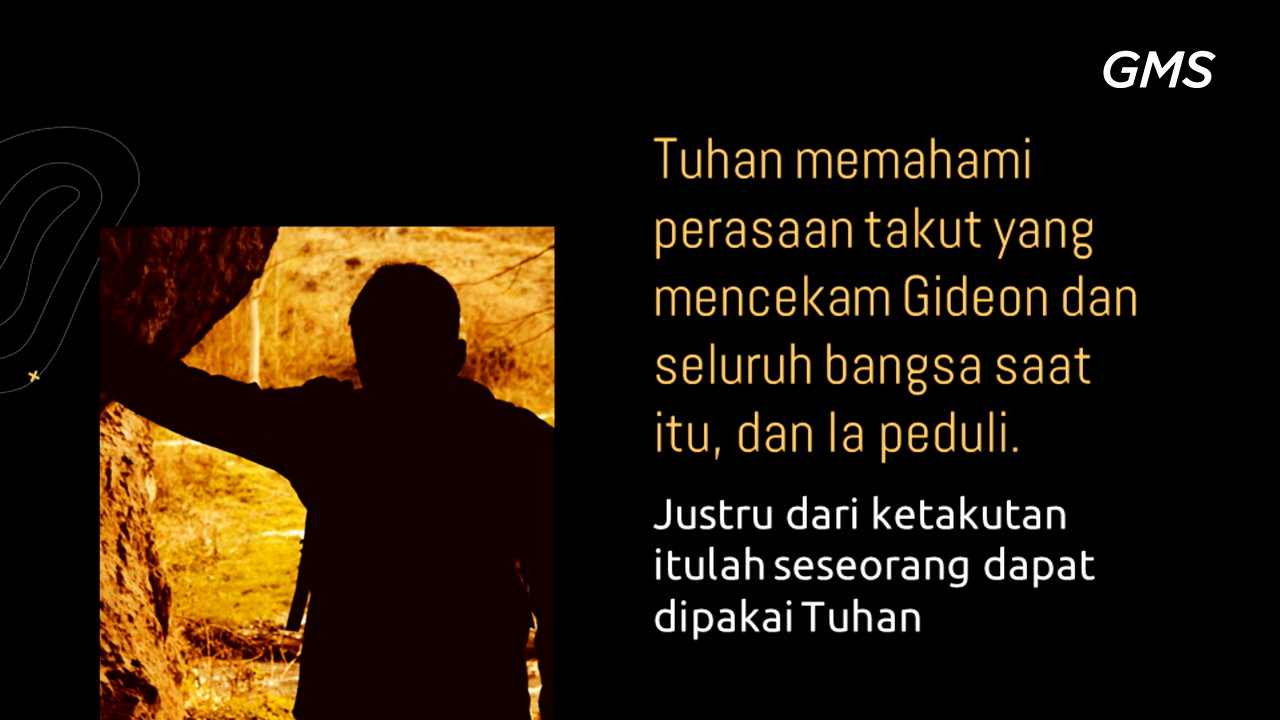 GMS
Tuhan memahami
perasaan takut yang
mencekam Gideon dan
seluruh bangsa saat
itu, dan Ia peduli.
Justru dari ketakutan
itulah seseorang dapat
dipakai Tuhan